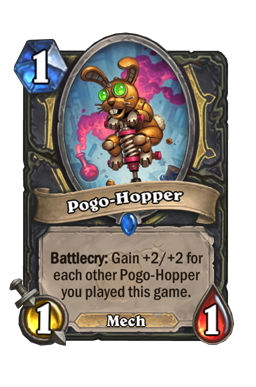 1
Pogo-Hopper
Battlecry: Gain +2/+2 for
each other Pogo-Hopper
you played this game.
1 Mech 1